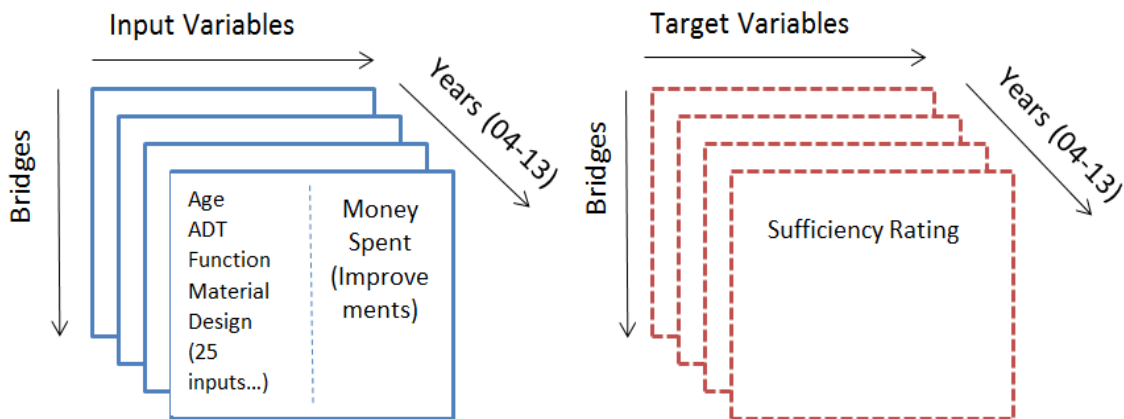 Input Variables
Years (04-13)
Bridges
Age
ADT
Function
Material
Design
(25
inputs...)
Money
Spent
(Improve
ments)
Target Variables
Years (04-13)
Bridges
Sufficiency Rating